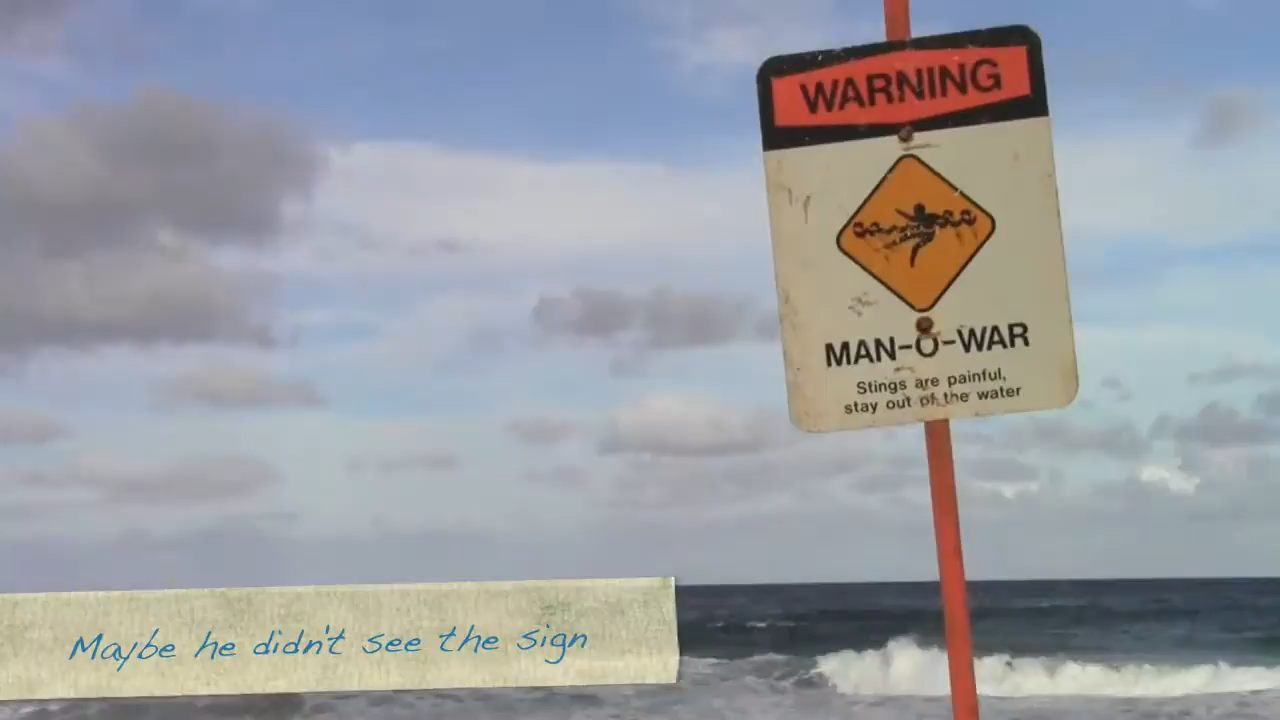 WARNING
MAN-O-WAR
Stings are painful,
stay out of the water
Maybe he didn't see the sign